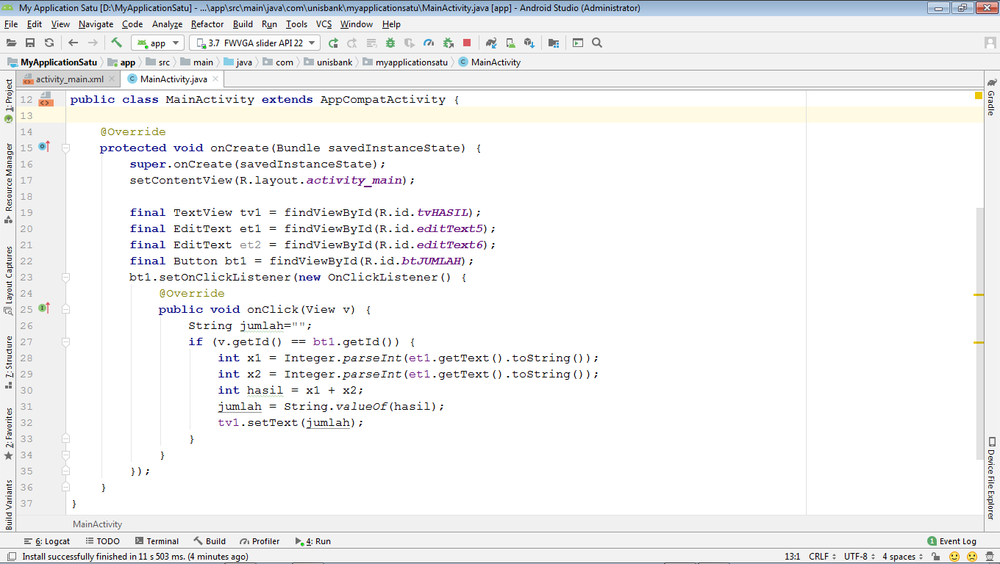 My Application Satu [D:\MyApplicationSatu] - ...\app\src\main\java\com\unisbank\myapplicationsatu\MainActivity.java [app] - Android Studio (Administrator)
File Edit View Navigate Code Analyze Refactor Build Run Tools VCS Window Help
app 3.7 FWVGA slider API 22
MyApplicationSatu app src main java com unisbank myapplicationsatu MainActivity
activity_main.xml MainActivity.java
1: Project
Resource Manager
Layout Captures
7: Structure
2: Favorites
Build Variants
12 public class MainActivity extends AppCompatActivity {
13
14 @Override
15 protected void onCreate(Bundle savedInstanceState) {
16 super.onCreate(savedInstanceState);
17 setContentView(R.layout.activity_main);
18
19 final TextView tv1 = findViewById(R.id.tvHASIL);
20 final EditText et1 = findViewById(R.id.editText5);
21 final EditText et2 = findViewById(R.id.editText6);
22 final Button bt1 = findViewById(R.id.btJUMLAH);
23 bt1.setOnClickListener(new OnClickListener() {
24 @Override
25 public void onClick(View v) {
26 String jumlah="";
27 if (v.getId() == bt1.getId()) {
28 int x1 = Integer.parseInt(et1.getText().toString());
29 int x2 = Integer.parseInt(et1.getText().toString());
30 int hasil = x1 + x2;
31 jumlah = String.valueOf(hasil);
32 tv1.setText(jumlah);
33 }
34 }
35 });
36 }
37 }
Gradle
Device File Explorer
MainActivity
6: Logcat TODO Terminal Build Profiler 4: Run Event Log
Install successfully finished in 11 s 503 ms. (4 minutes ago) 13:1 CRLF UTF-8 4 spaces